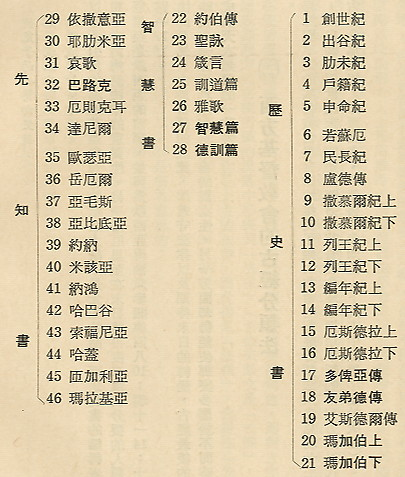 歷史書
1 創世紀
2 出谷紀
3 肋未紀
4 戶籍紀
5 申命紀
6 若蘇厄
7 民長紀
8 盧德傳
9 撒慕爾紀上
10 撒慕爾紀下
11 列王紀上
12 列王紀下
13 編年紀上
14 編年紀下
15 厄斯德拉上
16 厄斯德拉下
17 多俾亞傳
18 友弟德傳
19 艾斯德爾傳
20 瑪加伯上
21 瑪加伯下
智慧書
22 約伯傳
23 聖詠
24 箴言
25 訓道篇
26 雅歌
27 智慧篇
28 德訓篇
先知書
29 依撒意亞
30 耶肋米亞
31 哀歌
32 巴路克
33 厄則克耳
34 達尼爾
35 歐瑟亞
36 岳厄爾
37 亞毛斯
38 亞比底亞
39 約納
40 米該亞
41 納鴻
42 哈巴谷
43 索福尼亞
44 哈蓋
45 匝加利亞
46 瑪拉基亞